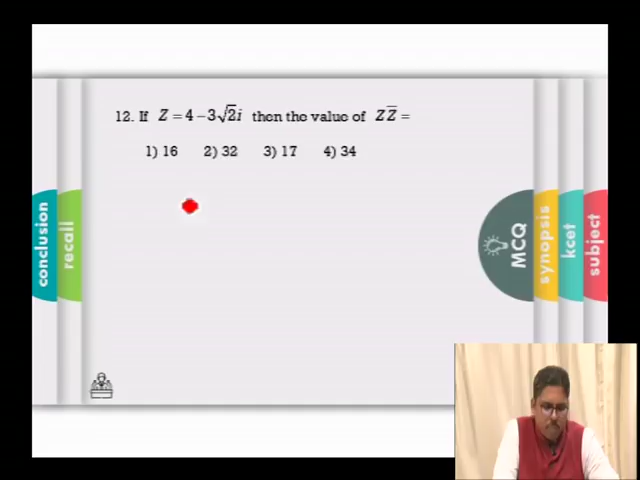 12. If Z = 4 − 3√2i then the value of ZZ̅ =
1) 16 2) 32 3) 17 4) 34
conclusion
recall
MCQ
synopsis
kcet
subject